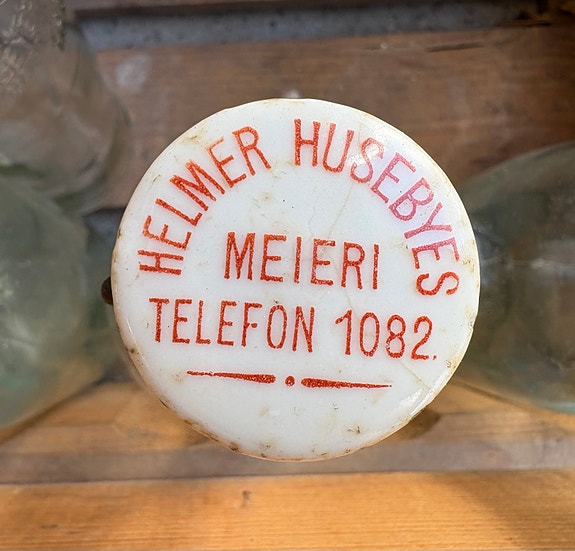 HELMER HUSEBYES
MEIERI
TELEFON 1082.